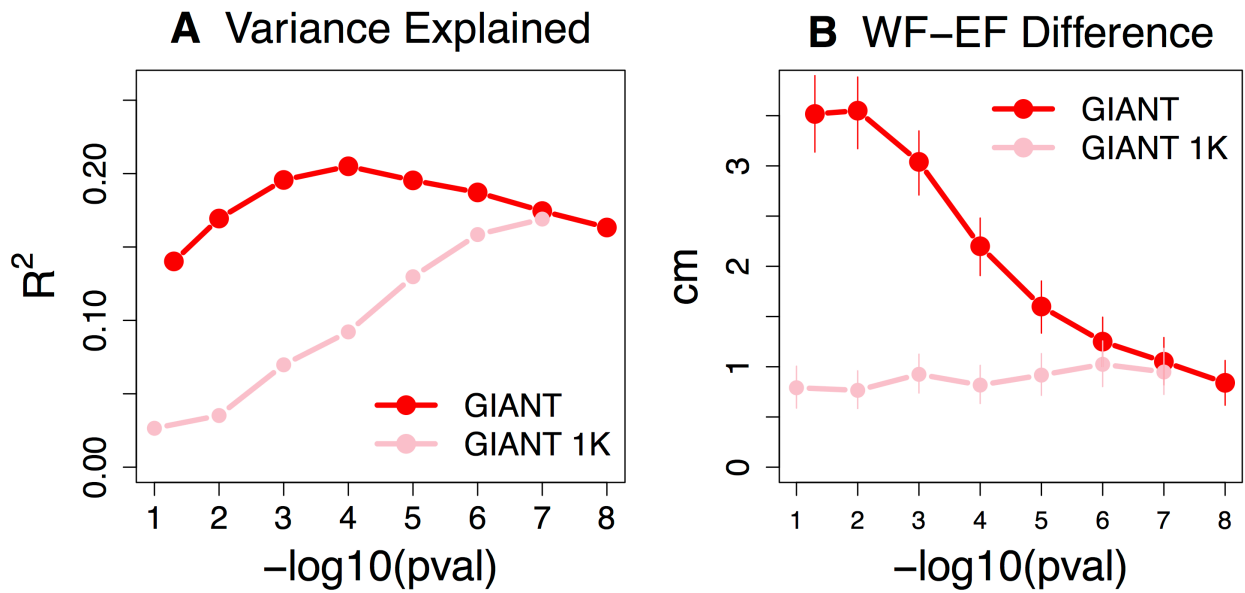 A Variance Explained
R2
0.20
0.10
0.00
GIANT
GIANT 1K
1 2 3 4 5 6 7 8
−log10(pval)
B WF−EF Difference
cm
3
2
1
0
GIANT
GIANT 1K
1 2 3 4 5 6 7 8
−log10(pval)